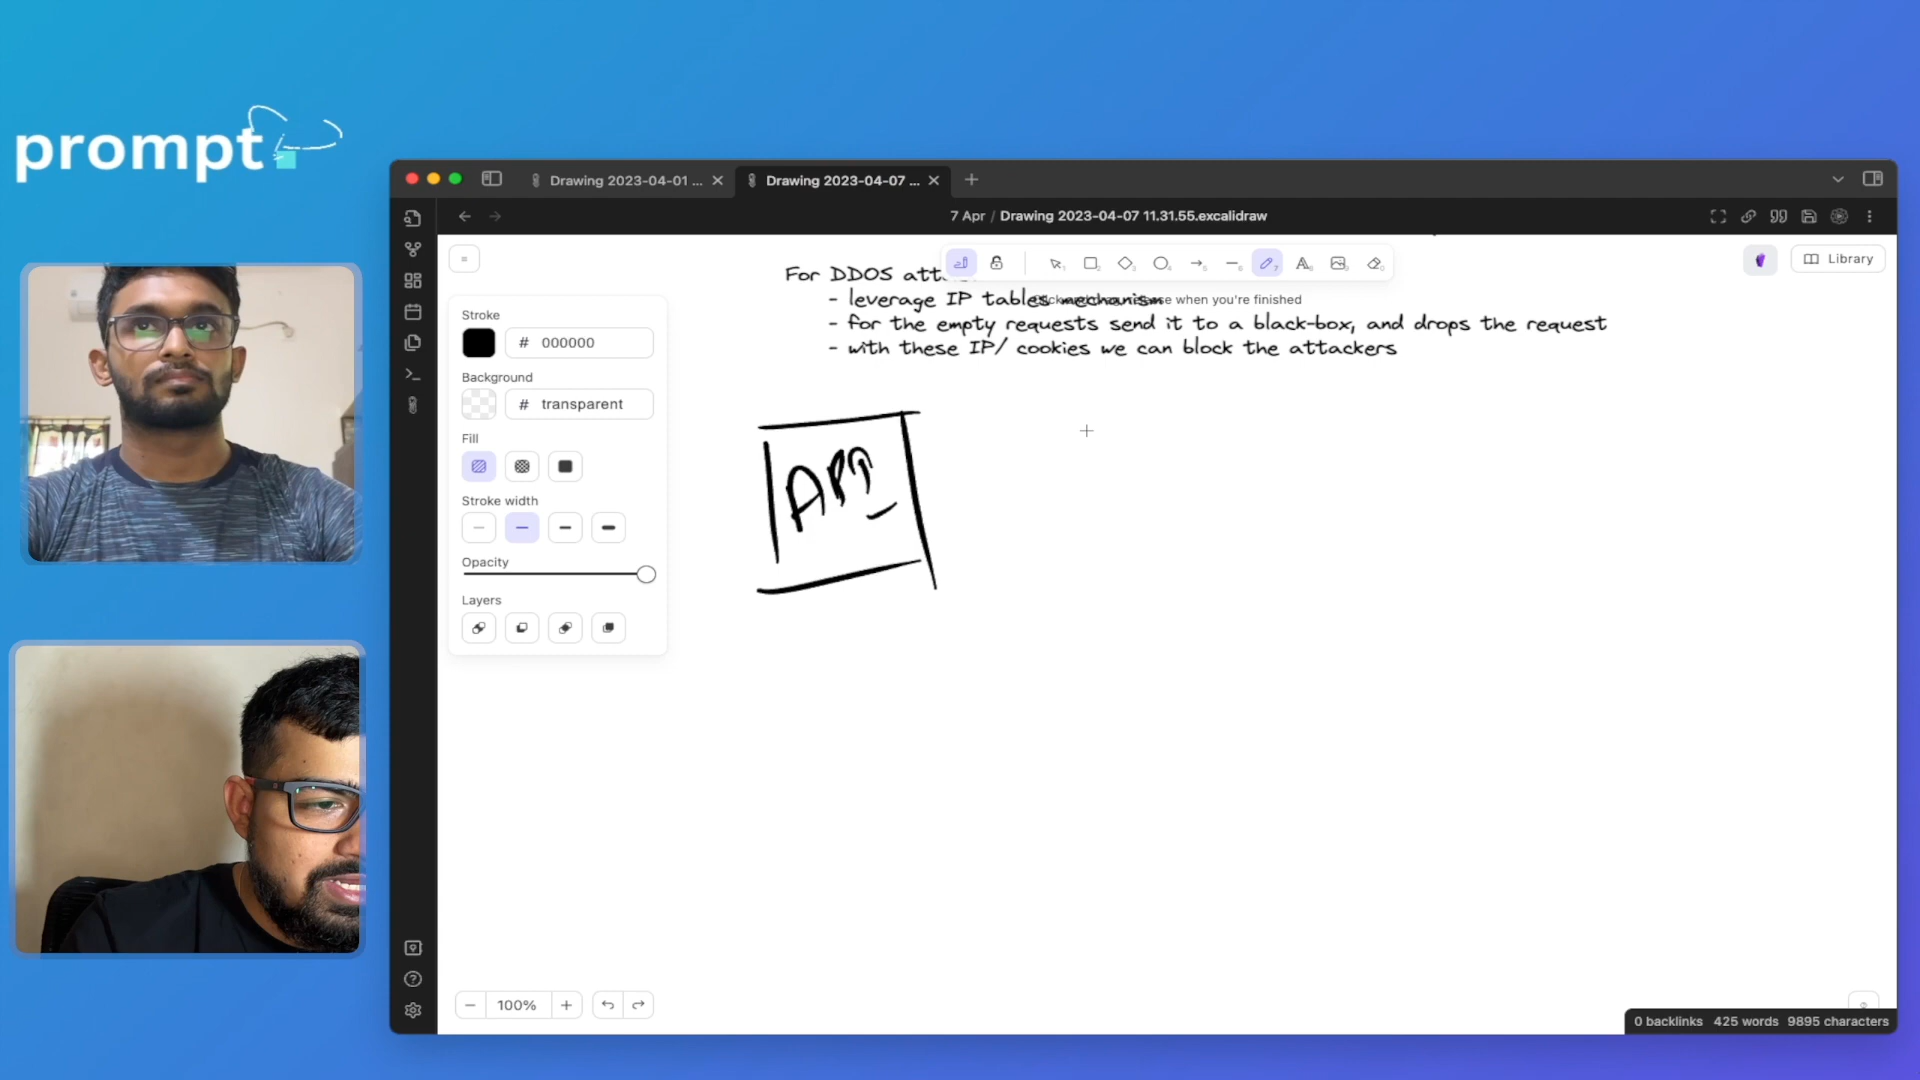 prompt.
Drawing 2023-04-01 ...
Drawing 2023-04-07 ...
7 Apr / Drawing 2023-04-07 11.31.55.excalidraw
Library
For DDOS att
- leverage IP tables mechanism
when you're finished
- for the empty requests send it to a black-box, and drops the request
- with these IP/ cookies we can block the attackers
Stroke
# 000000
Background
# transparent
Fill
Stroke width
Opacity
Layers
API
100%
0 backlinks 425 words 9895 characters